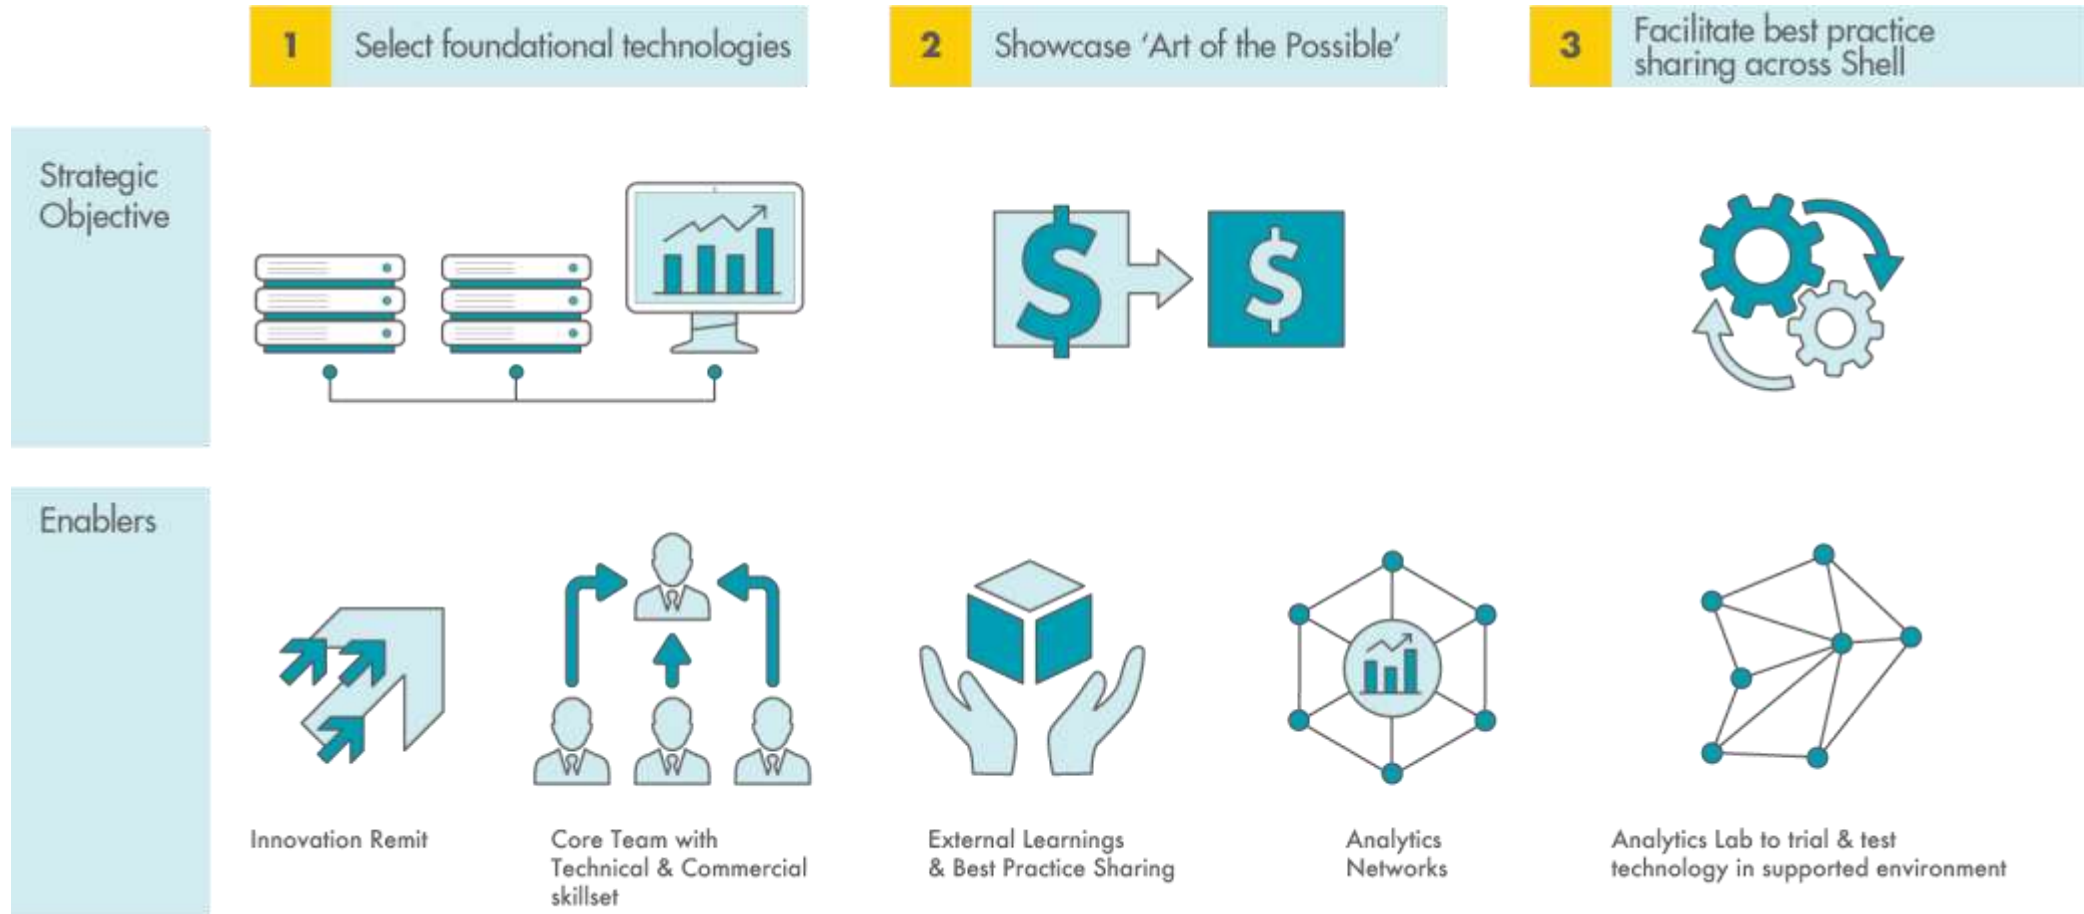 1 Select foundational technologies
2 Showcase ‘Art of the Possible’
3 Facilitate best practice
sharing across Shell
Strategic
Objective
Enablers
Innovation Remit
Core Team with
Technical & Commercial
skillset
External Learnings
& Best Practice Sharing
Analytics
Networks
Analytics Lab to trial & test
technology in supported environment